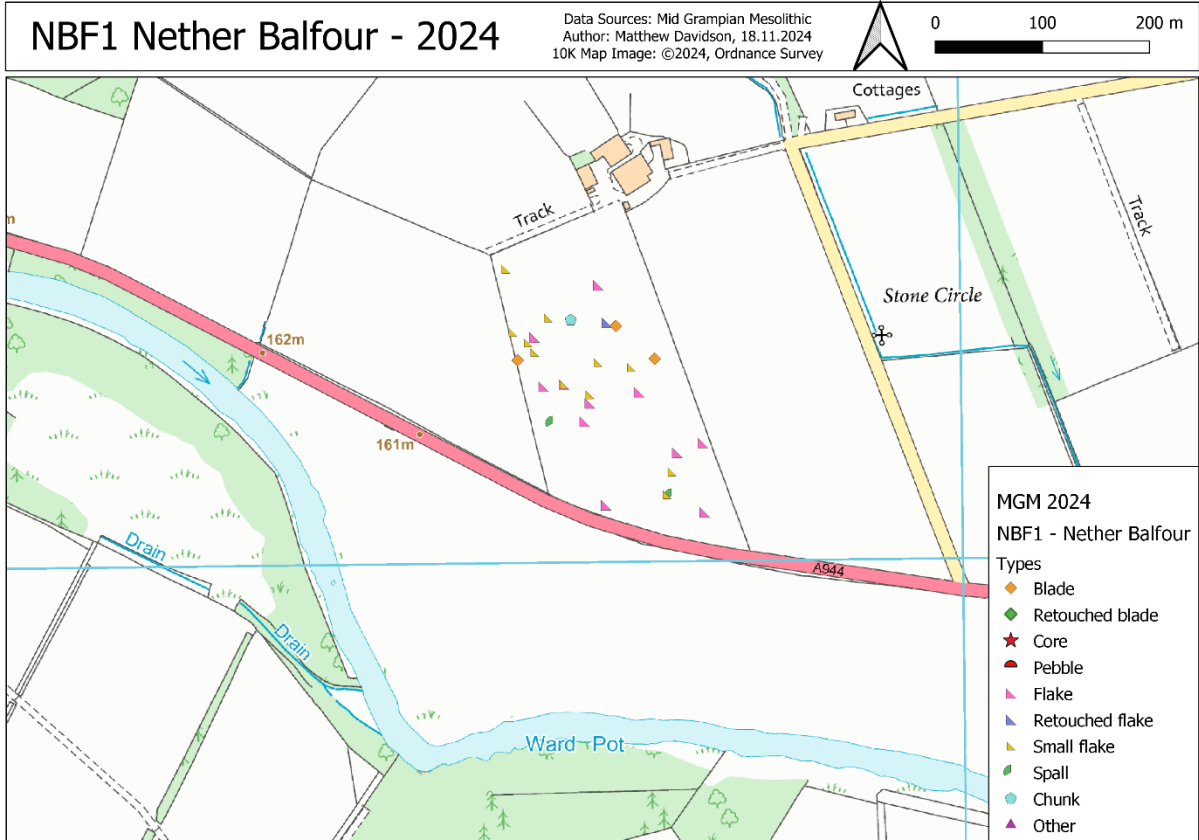 NBF1 Nether Balfour - 2024
Data Sources: Mid Grampian Mesolithic
Author: Matthew Davidson, 18.11.2024
10K Map Image: ©2024, Ordnance Survey
0 100 200 m
Cottages
Track
Track
m
Stone Circle
162m
161m
Drain
A944
Drain
Ward Pot
MGM 2024
NBF1 - Nether Balfour
Types
Blade
Retouched blade
Core
Pebble
Flake
Retouched flake
Small flake
Spall
Chunk
Other